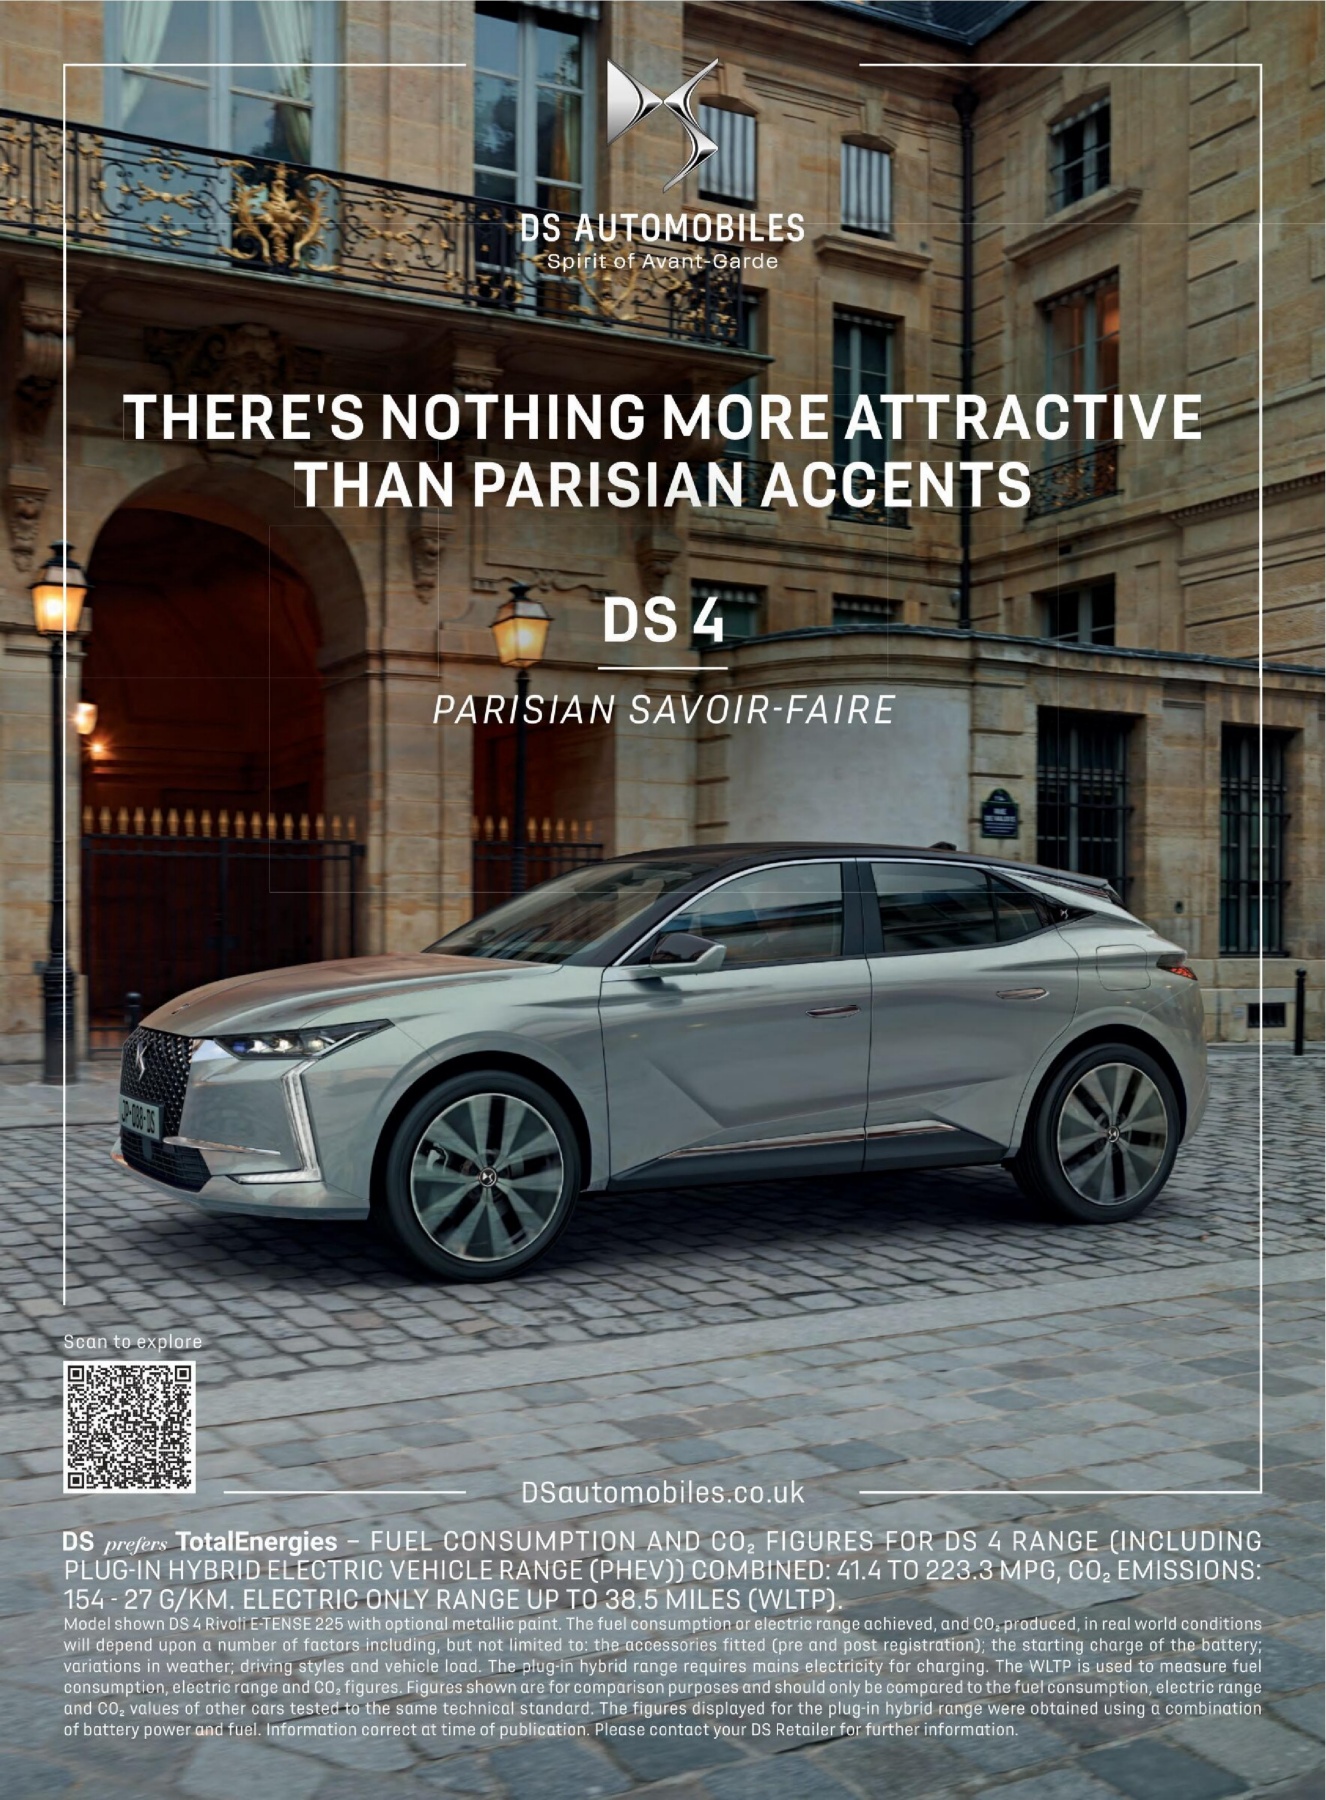 DS AUTOMOBILES
Spirit of Avant-Garde
THERE'S NOTHING MORE ATTRACTIVE
THAN PARISIAN ACCENTS
DS 4
PARISIAN SAVOIR-FAIRE
Scan to explore
DSautomobiles.co.uk
DS prefers TotalEnergies – FUEL CONSUMPTION AND CO₂ FIGURES FOR DS 4 RANGE (INCLUDING
PLUG-IN HYBRID ELECTRIC VEHICLE RANGE (PHEV)) COMBINED: 41.4 TO 223.3 MPG, CO₂ EMISSIONS:
154 - 27 G/KM. ELECTRIC ONLY RANGE UP TO 38.5 MILES (WLTP).
Model shown DS 4 Rivoli E-TENSE 225 with optional metallic paint. The fuel consumption or electric range achieved, and CO₂ produced, in real world conditions
will depend upon a number of factors including, but not limited to: the accessories fitted (pre and post registration); the starting charge of the battery;
variations in weather; driving styles and vehicle load. The plug-in hybrid range requires mains electricity for charging. The WLTP is used to measure fuel
consumption, electric range and CO₂ figures. Figures shown are for comparison purposes and should only be compared to the fuel consumption, electric range
and CO₂ values of other cars tested to the same technical standard. The figures displayed for the plug-in hybrid range were obtained using a combination
of battery power and fuel. Information correct at time of publication. Please contact your DS Retailer for further information.